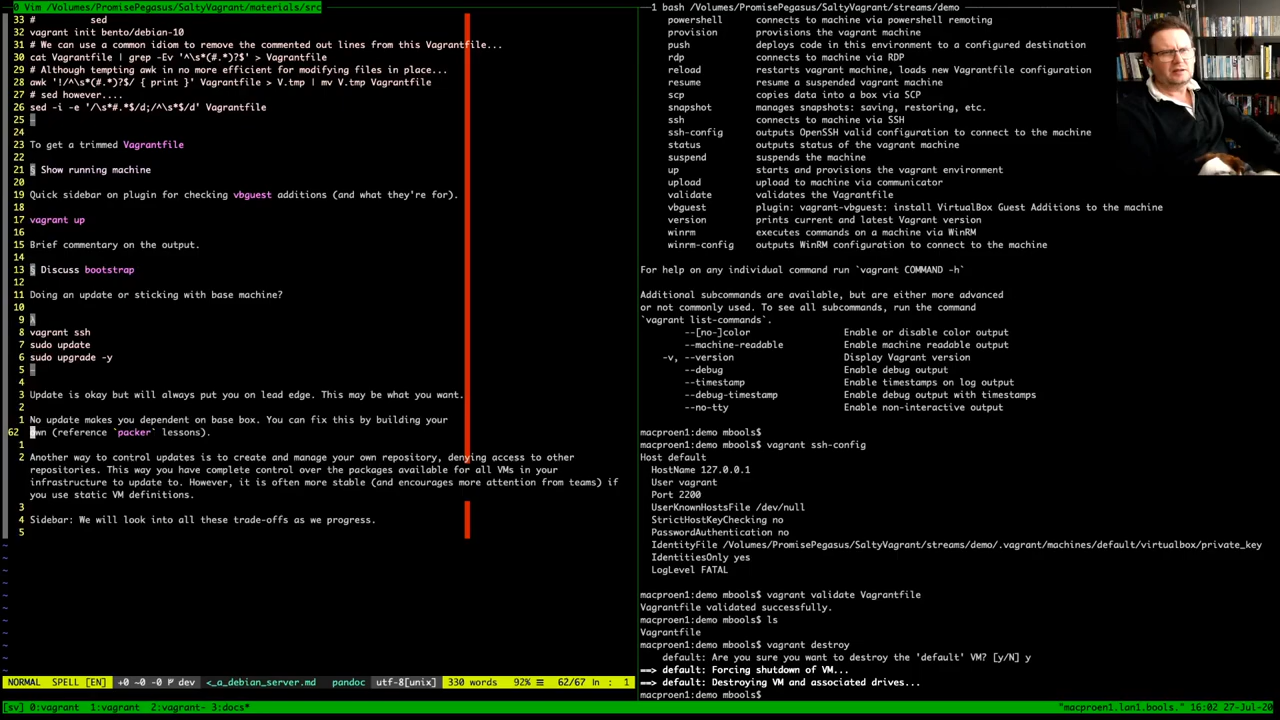 0 Vim /Volumes/PromisePegasus/SaltyVagrant/materials/src
33 #      sed
32 vagrant init bento/debian-10
31 # We can use a common idiom to remove the commented out lines from this Vagrantfile...
30 cat Vagrantfile | grep -Ev '^\s*(#.*)?$' > Vagrantfile
29 # Although tempting awk in no more efficient for modifying files in place...
28 awk '!/^\s*(#.*)?$/ { print }' Vagrantfile > V.tmp | mv V.tmp Vagrantfile
27 # sed however....
26 sed -i -e '/\s*#.*$/d;/^\s*$/d' Vagrantfile
25
24
23 To get a trimmed Vagrantfile
22
21 § Show running machine
20
19 Quick sidebar on plugin for checking vbguest additions (and what they're for).
18
17 vagrant up
16
15 Brief commentary on the output.
14
13 § Discuss bootstrap
12
11 Doing an update or sticking with base machine?
10
9 λ
8 vagrant ssh
7 sudo update
6 sudo upgrade -y
5
4
3 Update is okay but will always put you on lead edge. This may be what you want.
2
1 No update makes you dependent on base box. You can fix this by building your
62 own (reference `packer` lessons).
1
2 Another way to control updates is to create and manage your own repository, denying access to other
repositories. This way you have complete control over the packages available for all VMs in your
infrastructure to update to. However, it is often more stable (and encourages more attention from teams) if
you use static VM definitions.
3
4 Sidebar: We will look into all these trade-offs as we progress.
5
~
~
~
~
~
~
~
~
~
~
~
NORMAL SPELL [EN] +0 ~0 -0 dev <_a_debian_server.md pandoc utf-8[unix] 330 words 92% ☰ 62/67 ln : 1
1 bash /Volumes/PromisePegasus/SaltyVagrant/streams/demo
powershell connects to machine via powershell remoting
provision provisions the vagrant machine
push deploys code in this environment to a configured destination
rdp connects to machine via RDP
reload restarts vagrant machine, loads new Vagrantfile configuration
resume resume a suspended vagrant machine
scp copies data into a box via SCP
snapshot manages snapshots: saving, restoring, etc.
ssh connects to machine via SSH
ssh-config outputs OpenSSH valid configuration to connect to the machine
status outputs status of the vagrant machine
suspend suspends the machine
up starts and provisions the vagrant environment
upload upload to machine via communicator
validate validates the Vagrantfile
vbguest plugin: vagrant-vbguest: install VirtualBox Guest Additions to the machine
version prints current and latest Vagrant version
winrm executes commands on a machine via WinRM
winrm-config outputs WinRM configuration to connect to the machine
For help on any individual command run `vagrant COMMAND -h`
Additional subcommands are available, but are either more advanced
or not commonly used. To see all subcommands, run the command
`vagrant list-commands`.
--[no-]color Enable or disable color output
--machine-readable Enable machine readable output
-v, --version Display Vagrant version
--debug Enable debug output
--timestamp Enable timestamps on log output
--debug-timestamp Enable debug output with timestamps
--no-tty Enable non-interactive output
macproen1:demo mbools$
macproen1:demo mbools$ vagrant ssh-config
Host default
HostName 127.0.0.1
User vagrant
Port 2200
UserKnownHostsFile /dev/null
StrictHostKeyChecking no
PasswordAuthentication no
IdentityFile /Volumes/PromisePegasus/SaltyVagrant/streams/demo/.vagrant/machines/default/virtualbox/private_key
IdentitiesOnly yes
LogLevel FATAL
macproen1:demo mbools$ vagrant validate Vagrantfile
Vagrantfile validated successfully.
macproen1:demo mbools$ ls
Vagrantfile
macproen1:demo mbools$ vagrant destroy
default: Are you sure you want to destroy the 'default' VM? [y/N] y
==> default: Forcing shutdown of VM...
==> default: Destroying VM and associated drives...
macproen1:demo mbools$
[sv] 0:vagrant 1:vagrant 2:vagrant- 3:docs* "macproen1.lan1.bools." 16:02 27-Jul-20